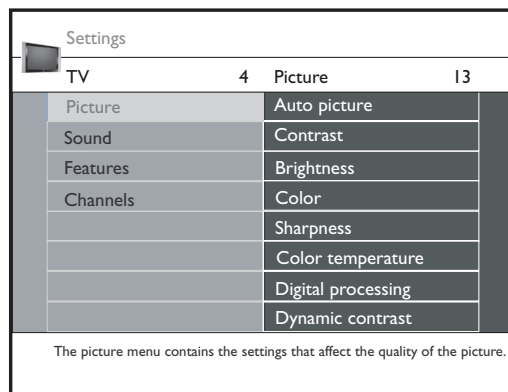 Settings
TV 4 Picture 13
Picture Auto picture
Sound Contrast
Features Brightness
Channels Color
Sharpness
Color temperature
Digital processing
Dynamic contrast
The picture menu contains the settings that affect the quality of the picture.